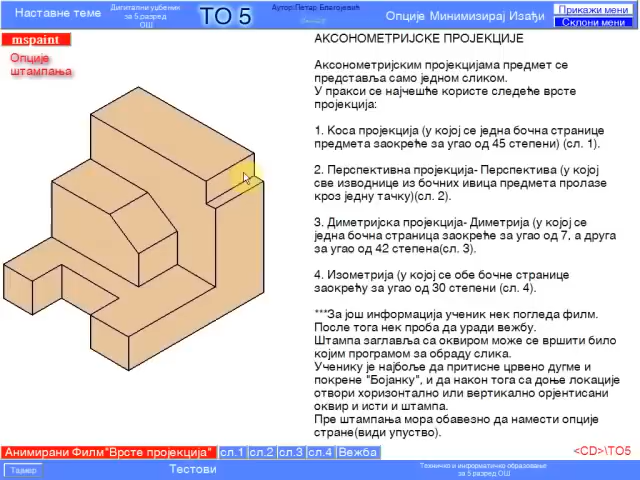 Наставне теме
Дигитални уџбеник
за 5.разред
ОШ
ТО 5
Аутор:Петар Благојевић
Опције Минимизирај Изађи
Прикажи мени
Склони мени
mspaint
Опције
штампања
АКСОНОМЕТРИЈСКЕ ПРОЈЕКЦИЈЕ
Аксонометријским пројекцијама предмет се
представља само једном сликом.
У пракси се најчешће користе следеће врсте
пројекција:
1. Коса пројекција (у којој се једна бочна странице
предмета заокреће за угао од 45 степени) (сл. 1).
2. Перспективна пројекција- Перспектива (у којој
све изводнице из бочних ивица предмета пролазе
кроз једну тачку)(сл. 2).
3. Диметријска пројекција- Диметрија (у којој се
једна бочна страница заокреће за угао од 7, а друга
за угао од 42 степена(сл. 3).
4. Изометрија (у којој се обе бочне странице
заокрећу за угао од 30 степени (сл. 4).
***За још информација ученик нек погледа филм.
После тога нек проба да уради вежбу.
Штампа заглавља са оквиром може се вршити било
којим програмом за обраду слика.
Ученику је најбоље да притисне црвено дугме и
покрене "Бојанку", и да након тога са доње локације
отвори хоризонтално или вертикално оријентисани
оквир и исти и штампа.
Пре штампања мора обавезно да намести опције
стране(види упуство).
Анимирани Филм"Врсте пројекција"
сл.1
сл.2
сл.3
сл.4
Вежба
<CD>\TO5
Тајмер
Тестови
Технично и информатично образовање
за 5.разред ОШ